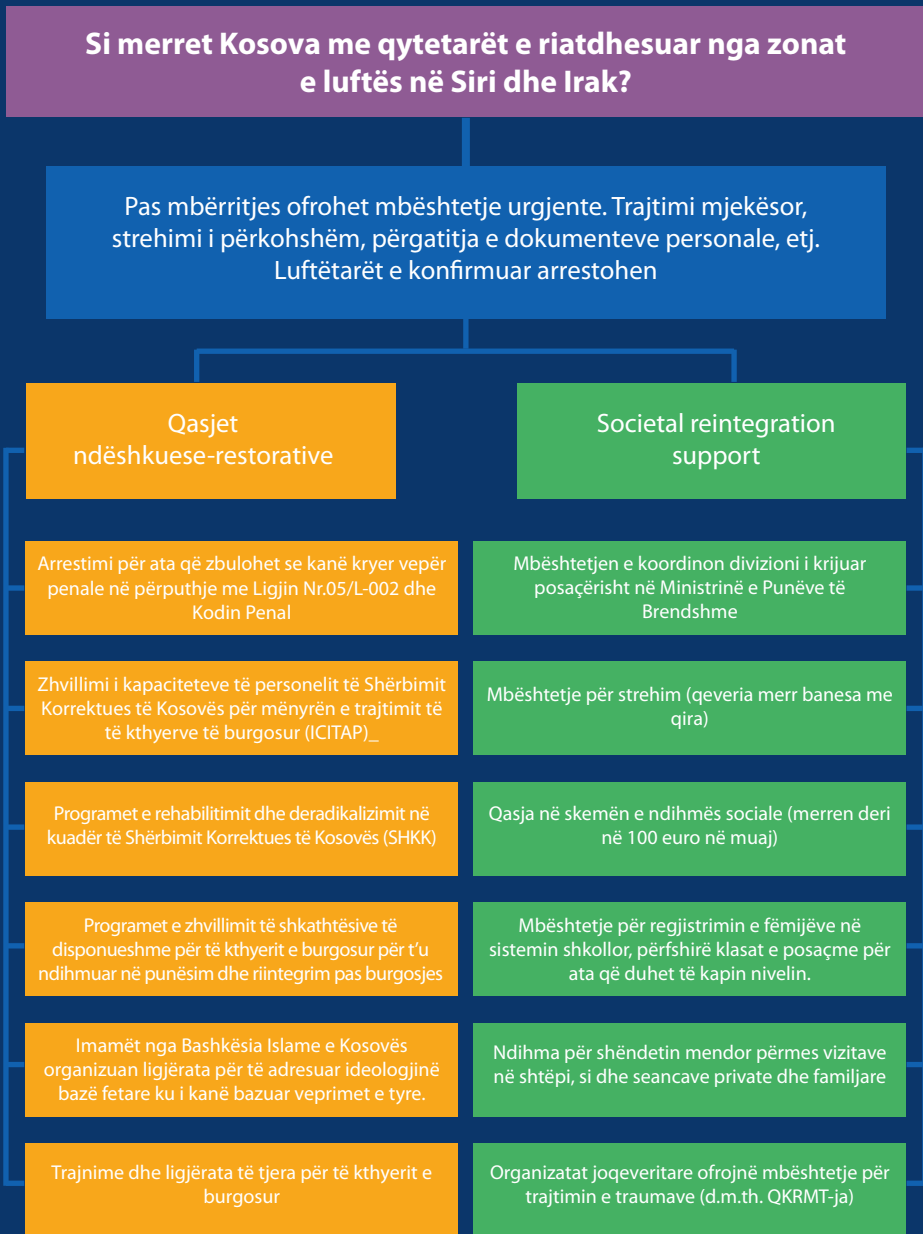 Si merret Kosova me qytetarët e riatdhesuar nga zonat
e luftës në Siri dhe Irak?
Pas mbërritjes ofrohet mbështetje urgjente. Trajtimi mjekësor,
strehimi i përkohshëm, përgatitja e dokumenteve personale, etj.
Luftëtarët e konfirmuar arrestohen
Qasjet
ndëshkuese-restorative
Arrestimi për ata që zbulohet se kanë kryer vepër
penale në përputhje me Ligjin Nr.05/L-002 dhe
Kodin Penal
Zhvillimi i kapaciteteve të personelit të Shërbimit
Korrektues të Kosovës për mënyrën e trajtimit të
të kthyerve të burgosur (ICITAP)_
Programet e rehabilitimit dhe deradikalizimit në
kuadër të Shërbimit Korrektues të Kosovës (SHKK)
Programet e zhvillimit të shkathtësive të
disponueshme për të kthyerit e burgosur për t’u
ndihmuar në punësim dhe riintegrim pas burgosjes
Imamët nga Bashkësia Islame e Kosovës
organizuan ligjërata për të adresuar ideologjinë
bazë fetare ku i kanë bazuar veprimet e tyre.
Trajnime dhe ligjërata të tjera për të kthyerit e
burgosur
Societal reintegration
support
Mbështetjen e koordinon divizioni i krijuar
posaçërisht në Ministrinë e Punëve të
Brendshme
Mbështetje për strehim (qeveria merr banesa me
qira)
Qasja në skemën e ndihmës sociale (merren deri
në 100 euro në muaj)
Mbështetje për regjistrimin e fëmijëve në
sistemin shkollor, përfshirë klasat e posaçme për
ata që duhet të kapin nivelin.
Ndihma për shëndetin mendor përmes vizitave
në shtëpi, si dhe seancave private dhe familjare
Organizatat joqeveritare ofrojnë mbështetje për
trajtimin e traumave (d.m.th. QKRMT-ja)